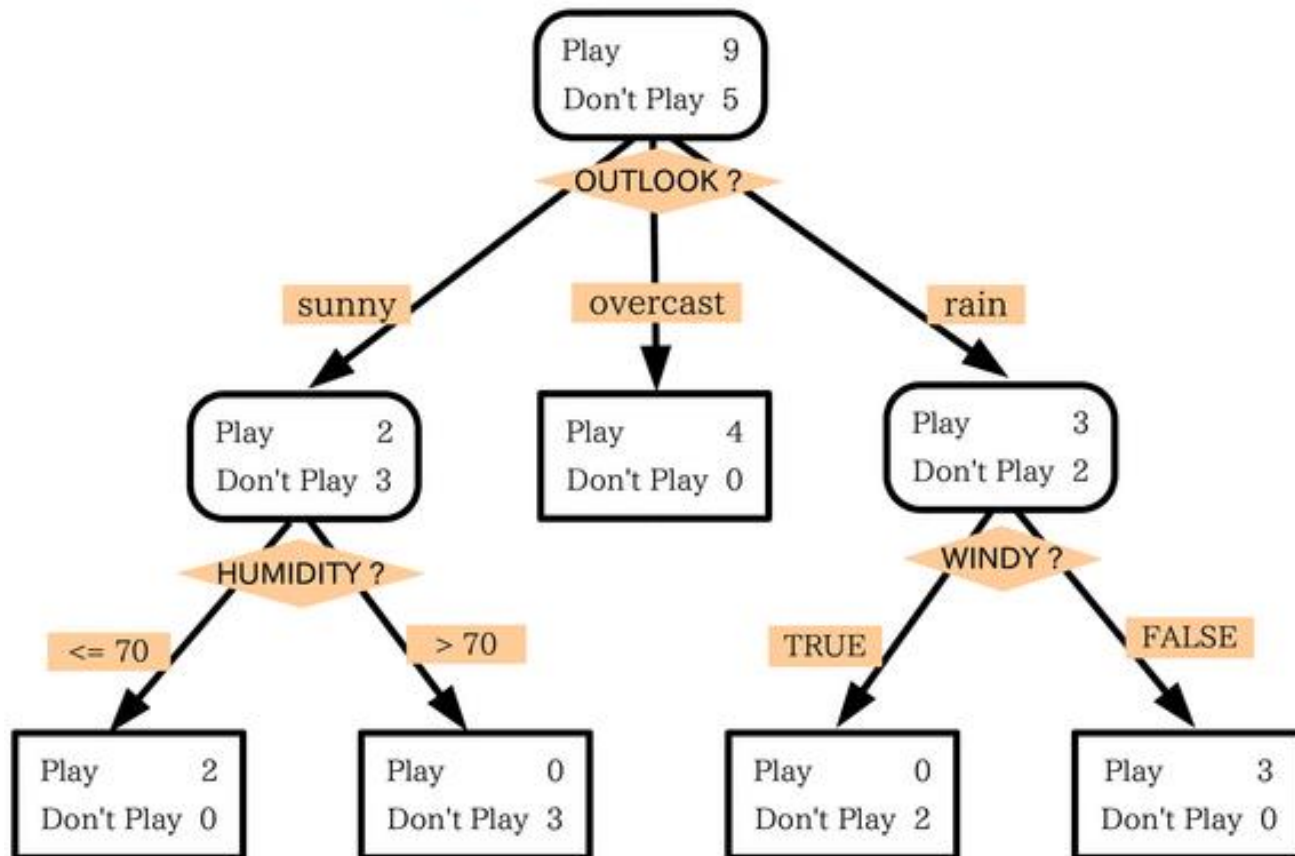 Play 9
Don't Play 5
OUTLOOK ?
sunny
overcast
rain
Play 2
Don't Play 3
Play 4
Don't Play 0
Play 3
Don't Play 2
HUMIDITY ?
WINDY ?
<= 70
> 70
TRUE
FALSE
Play 2
Don't Play 0
Play 0
Don't Play 3
Play 0
Don't Play 2
Play 3
Don't Play 0